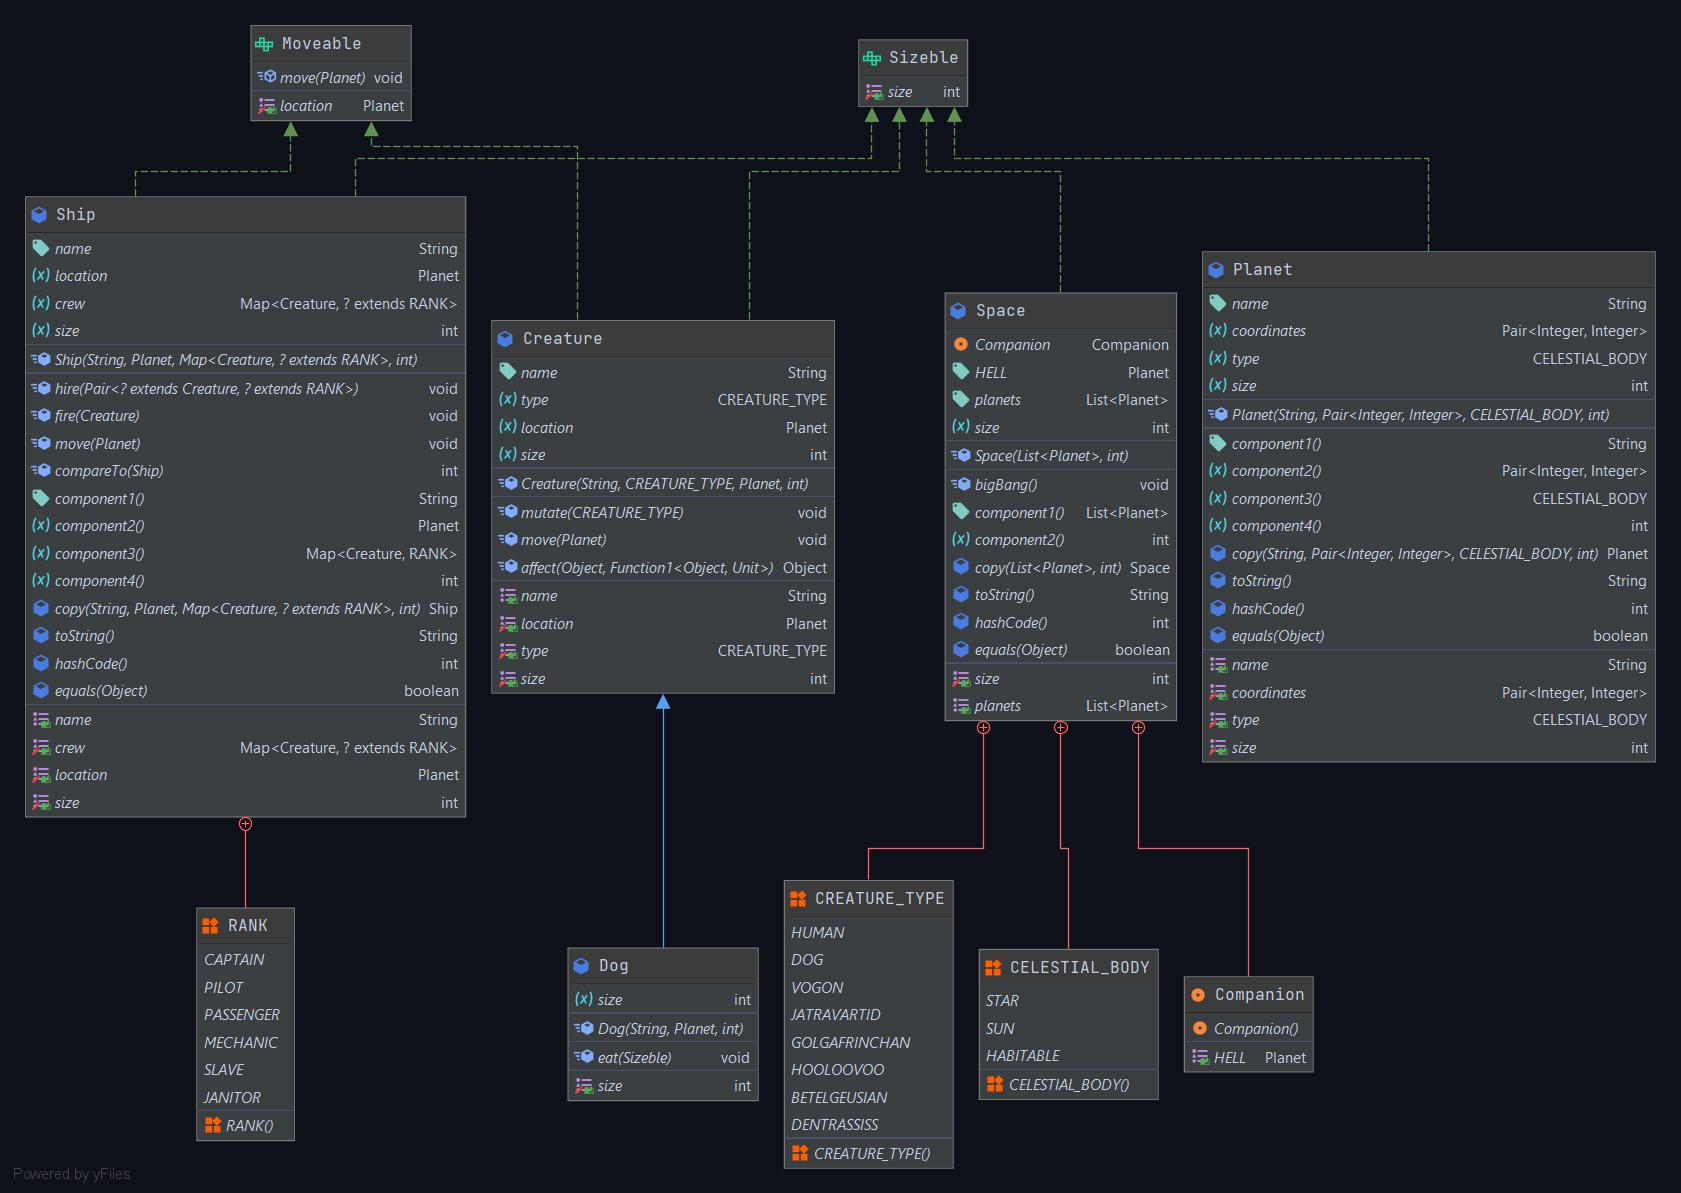 Moveable
move(Planet) void
location Planet
Sizeble
size int
Ship
name String
location Planet
crew Map<Creature, ? extends RANK>
size int
Ship(String, Planet, Map<Creature, ? extends RANK>, int)
hire(Pair<? extends Creature, ? extends RANK>) void
fire(Creature) void
move(Planet) void
compareTo(Ship) int
component1() String
component2() Planet
component3() Map<Creature, RANK>
component4() int
copy(String, Planet, Map<Creature, ? extends RANK>, int) Ship
toString() String
hashCode() int
equals(Object) boolean
name String
crew Map<Creature, ? extends RANK>
location Planet
size int
Creature
name String
type CREATURE_TYPE
location Planet
size int
Creature(String, CREATURE_TYPE, Planet, int)
mutate(CREATURE_TYPE) void
move(Planet) void
affect(Object, Function1<Object, Unit>) Object
name String
location Planet
type CREATURE_TYPE
size int
Space
Companion Companion
HELL Planet
planets List<Planet>
size int
Space(List<Planet>, int)
bigBang() void
component1() List<Planet>
component2() int
copy(List<Planet>, int) Space
toString() String
hashCode() int
equals(Object) boolean
size int
planets List<Planet>
Planet
name String
coordinates Pair<Integer, Integer>
type CELESTIAL_BODY
size int
Planet(String, Pair<Integer, Integer>, CELESTIAL_BODY, int)
component1() String
component2() Pair<Integer, Integer>
component3() CELESTIAL_BODY
component4() int
copy(String, Pair<Integer, Integer>, CELESTIAL_BODY, int) Planet
toString() String
hashCode() int
equals(Object) boolean
name String
coordinates Pair<Integer, Integer>
type CELESTIAL_BODY
size int
RANK
CAPTAIN
PILOT
PASSENGER
MECHANIC
SLAVE
JANITOR
RANK()
Dog
size int
Dog(String, Planet, int)
eat(Sizeble) void
size int
CREATURE_TYPE
HUMAN
DOG
VOGON
JATRAVARTID
GOLGAFRINCHAN
HOOLOOVOO
BETELGEUSIAN
DENTRASSISS
CREATURE_TYPE()
CELESTIAL_BODY
STAR
SUN
HABITABLE
CELESTIAL_BODY()
Companion
Companion()
HELL Planet
Powered by yFiles